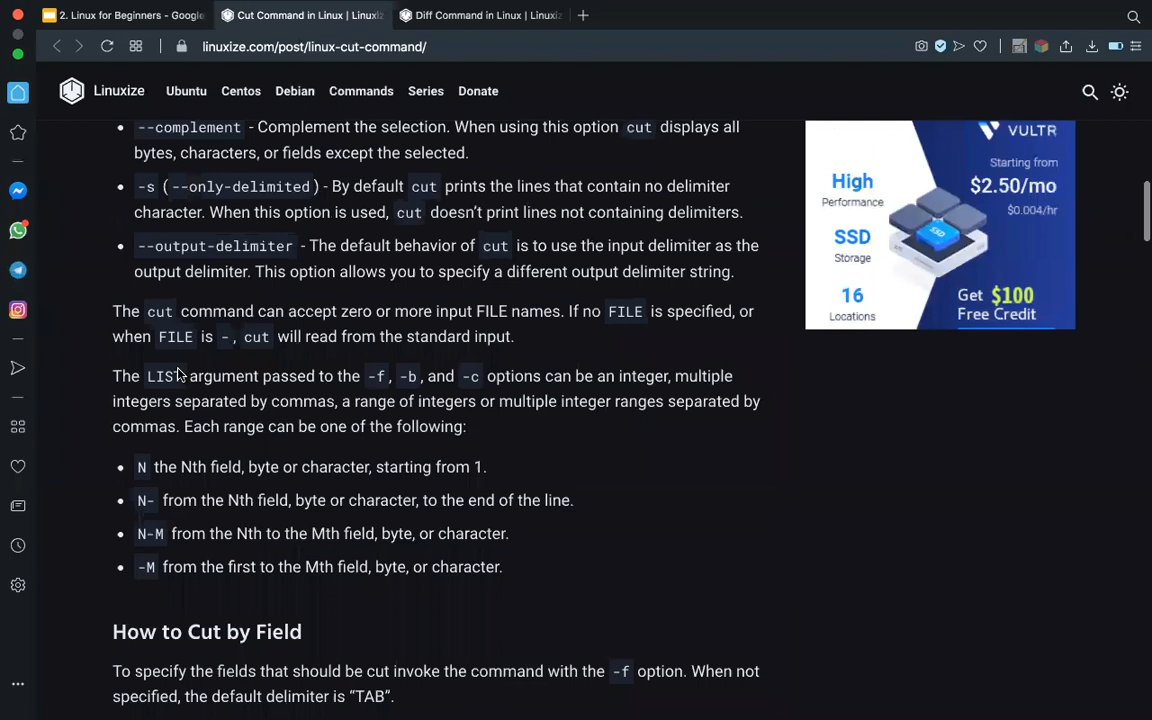 2. Linux for Beginners - Google
Cut Command in Linux | Linuxiz
Diff Command in Linux | Linuxiz
linuxize.com/post/linux-cut-command/
Linuxize Ubuntu Centos Debian Commands Series Donate
--complement - Complement the selection. When using this option cut displays all
bytes, characters, or fields except the selected.
-s (--only-delimited) - By default cut prints the lines that contain no delimiter
character. When this option is used, cut doesn’t print lines not containing delimiters.
--output-delimiter - The default behavior of cut is to use the input delimiter as the
output delimiter. This option allows you to specify a different output delimiter string.
The cut command can accept zero or more input FILE names. If no FILE is specified, or
when FILE is -, cut will read from the standard input.
The LIST argument passed to the -f, -b, and -c options can be an integer, multiple
integers separated by commas, a range of integers or multiple integer ranges separated by
commas. Each range can be one of the following:
N the Nth field, byte or character, starting from 1.
N- from the Nth field, byte or character, to the end of the line.
N-M from the Nth to the Mth field, byte, or character.
-M from the first to the Mth field, byte, or character.
How to Cut by Field
To specify the fields that should be cut invoke the command with the -f option. When not
specified, the default delimiter is “TAB”.
VULTR
High
Performance
SSD
Storage
16
Locations
Starting from
$2.50/mo
$0.004/hr
Get $100
Free Credit